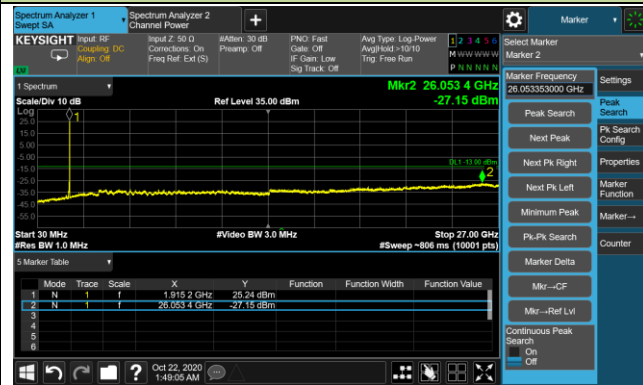 Spectrum Analyzer 1
Swept SA
Spectrum Analyzer 2
Channel Power
+
Marker
KEYSIGHT
Input: RF
Coupling: DC
Align: Off
Input Z: 50 Ω
Corrections: On
Freq Ref: Ext (S)
#Atten: 30 dB
Preamp: Off
PNO: Fast
Gate: Off
IF Gain: Low
Sig Track: Off
Avg Type: Log-Power
Avg|Hold:>10/10
Trig: Free Run
1 2 3 4 5 6
M W W W W W
P N N N N N
LXI
Select Marker
Marker 2
1 Spectrum
Mkr2 26.053 4 GHz
Scale/Div 10 dB
Ref Level 35.00 dBm
-27.15 dBm
Log
25.0
15.0
5.00
-5.00
-15.0
-25.0
-35.0
-45.0
-55.0
1
DL1 -13.00 dBm
2
Start 30 MHz
#Video BW 3.0 MHz
Stop 27.00 GHz
#Res BW 1.0 MHz
#Sweep ~806 ms (10001 pts)
5 Marker Table
Mode Trace Scale X Y Function Function Width Function Value
1 N 1 f 1.915 2 GHz 25.24 dBm
2 N 1 f 26.053 4 GHz -27.15 dBm
3
4
5
6
Marker Frequency
26.053353000 GHz
Peak Search
Next Peak
Next Pk Right
Next Pk Left
Minimum Peak
Pk-Pk Search
Marker Delta
Mkr→CF
Mkr→Ref Lvl
Continuous Peak
Search
On
Off
Settings
Peak
Search
Pk Search
Config
Properties
Marker
Function
Marker→
Counter
?
Oct 22, 2020
1:49:05 AM